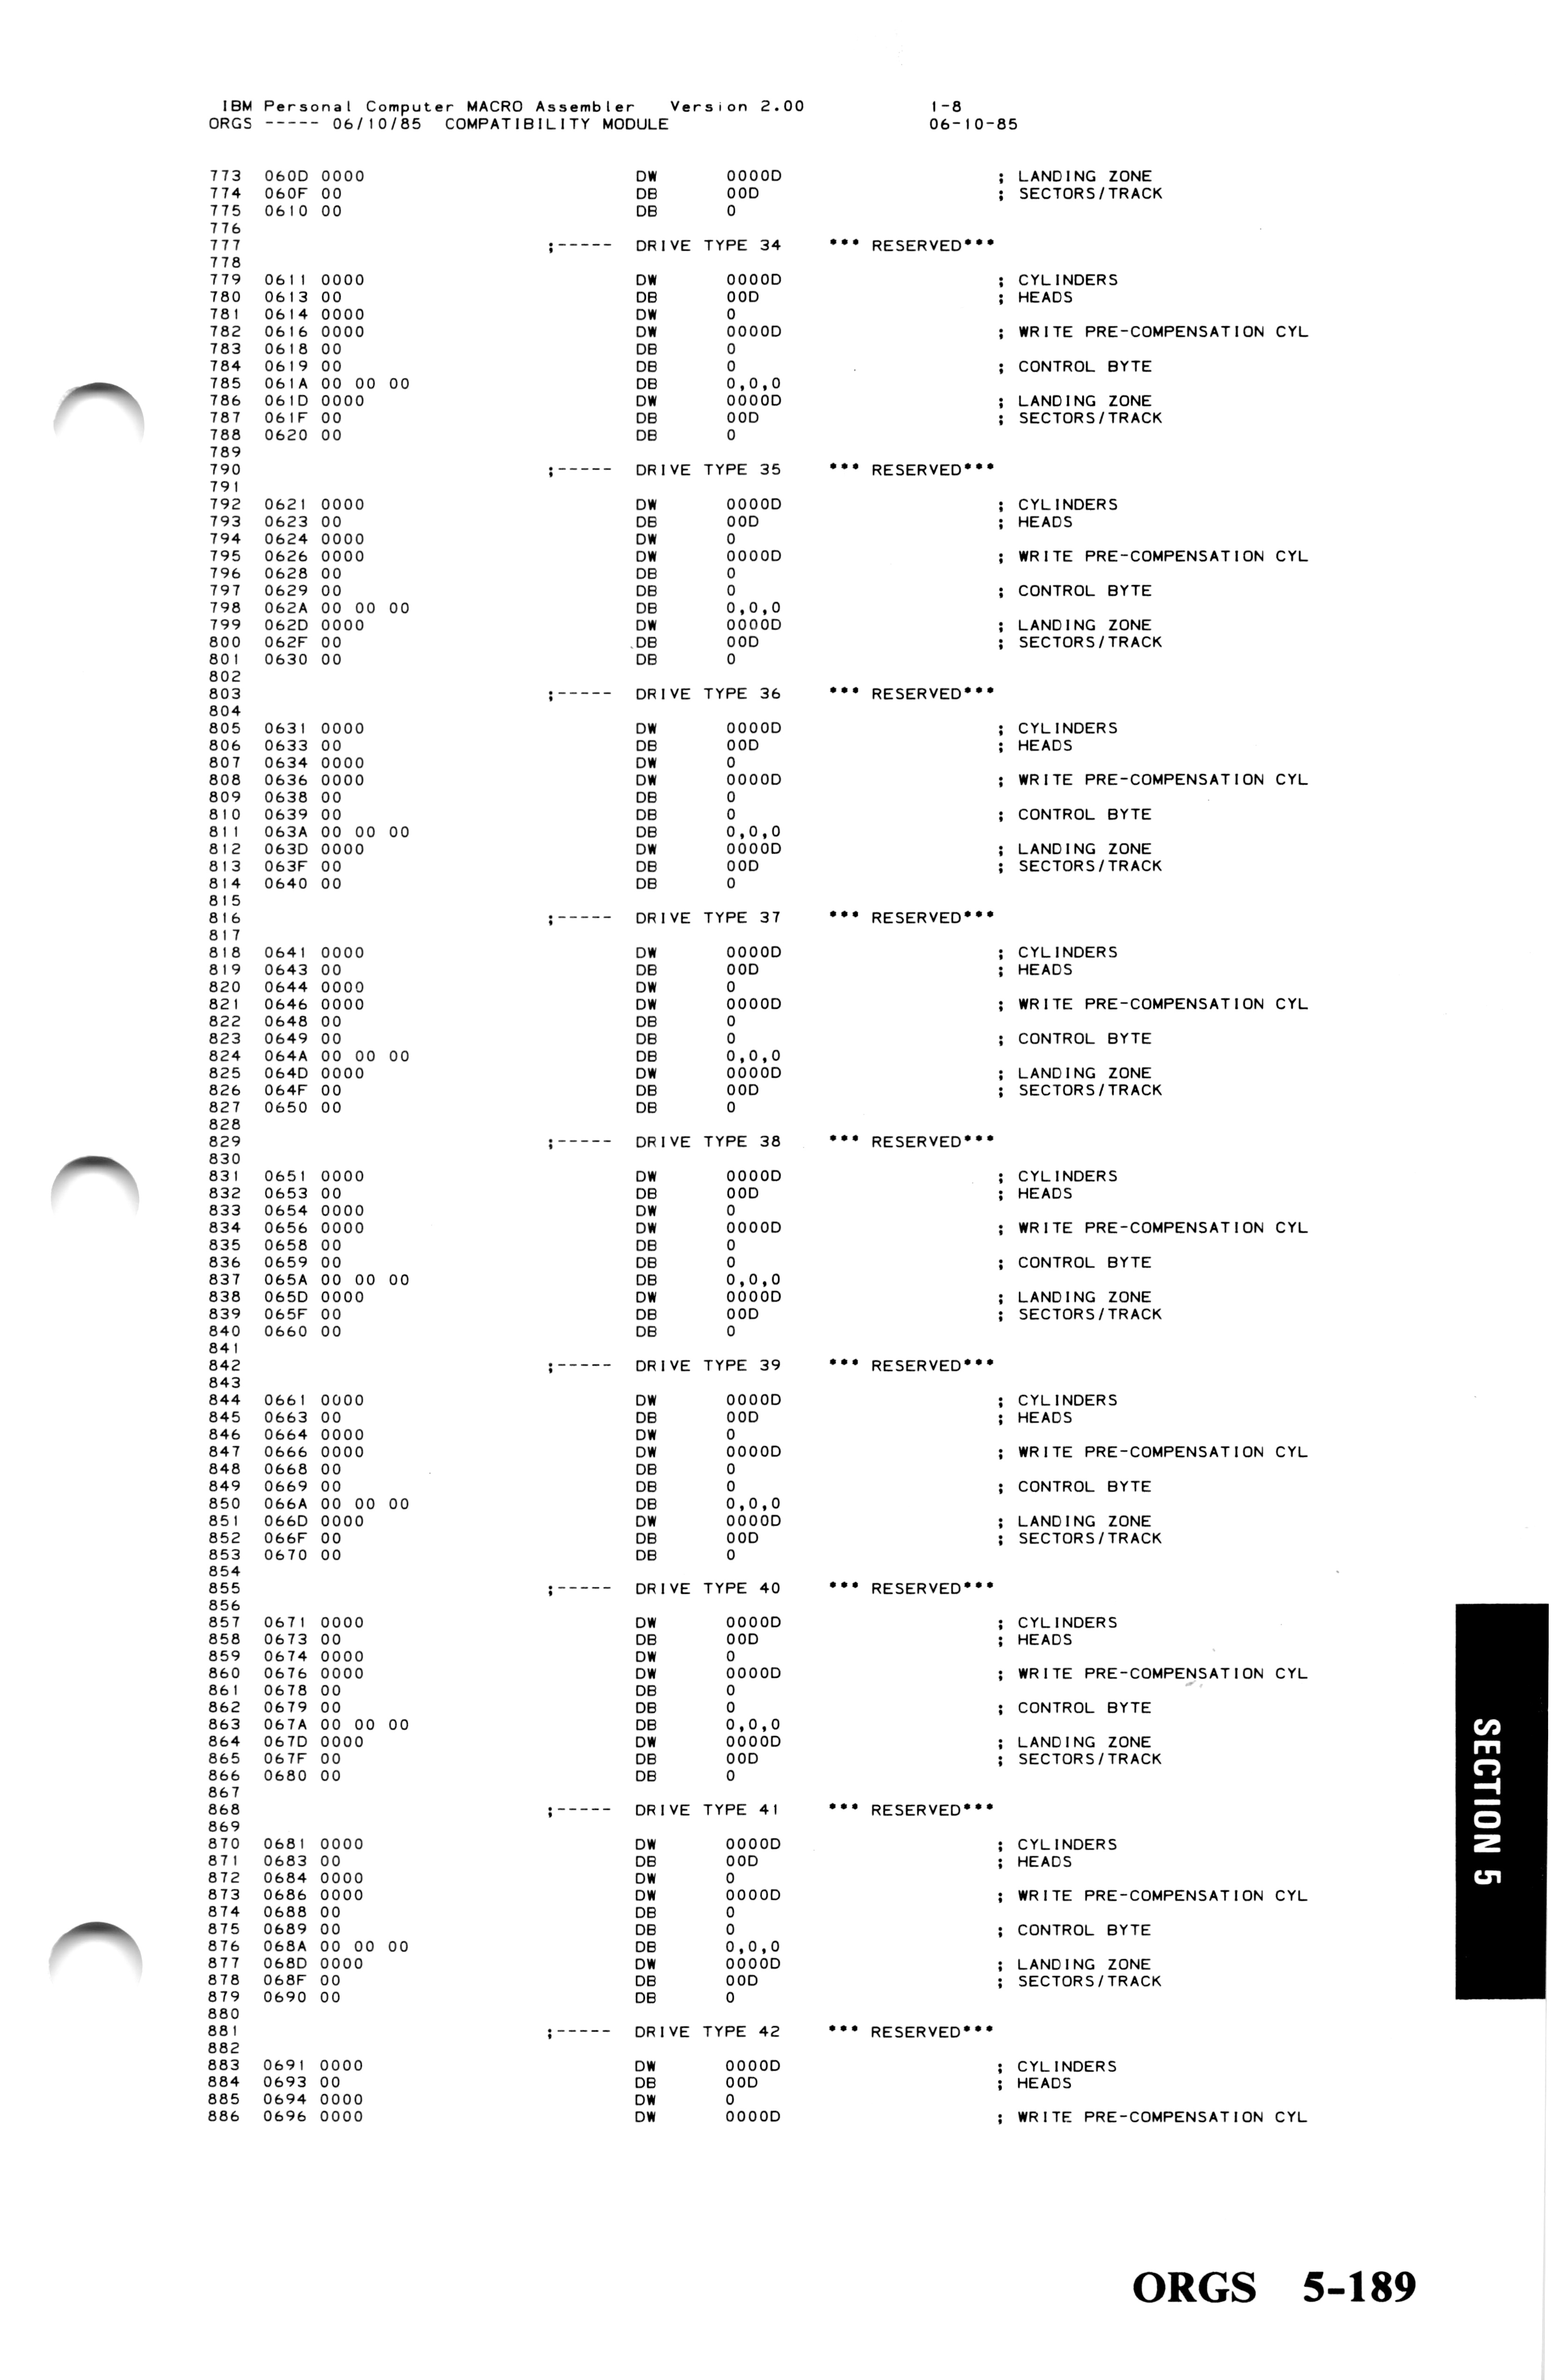 IBM Personal Computer MACRO Assembler   Version 2.00   1-8
ORGS ----- 06/10/85  COMPATIBILITY MODULE   06-10-85
773  060D 0000   DW   0000D   ; LANDING ZONE
774  060F 00   DB   00D   ; SECTORS/TRACK
775  0610 00   DB   0
776
777   ;-----  DRIVE TYPE 34   *** RESERVED***
778
779  0611 0000   DW   0000D   ; CYLINDERS
780  0613 00   DB   00D   ; HEADS
781  0614 0000   DW   0
782  0616 0000   DW   0000D   ; WRITE PRE-COMPENSATION CYL
783  0618 00   DB   0
784  0619 00   DB   0   ; CONTROL BYTE
785  061A 00 00 00   DB   0,0,0
786  061D 0000   DW   0000D   ; LANDING ZONE
787  061F 00   DB   00D   ; SECTORS/TRACK
788  0620 00   DB   0
789
790   ;-----  DRIVE TYPE 35   *** RESERVED***
791
792  0621 0000   DW   0000D   ; CYLINDERS
793  0623 00   DB   00D   ; HEADS
794  0624 0000   DW   0
795  0626 0000   DW   0000D   ; WRITE PRE-COMPENSATION CYL
796  0628 00   DB   0
797  0629 00   DB   0   ; CONTROL BYTE
798  062A 00 00 00   DB   0,0,0
799  062D 0000   DW   0000D   ; LANDING ZONE
800  062F 00   DB   00D   ; SECTORS/TRACK
801  0630 00   DB   0
802
803   ;-----  DRIVE TYPE 36   *** RESERVED***
804
805  0631 0000   DW   0000D   ; CYLINDERS
806  0633 00   DB   00D   ; HEADS
807  0634 0000   DW   0
808  0636 0000   DW   0000D   ; WRITE PRE-COMPENSATION CYL
809  0638 00   DB   0
810  0639 00   DB   0   ; CONTROL BYTE
811  063A 00 00 00   DB   0,0,0
812  063D 0000   DW   0000D   ; LANDING ZONE
813  063F 00   DB   00D   ; SECTORS/TRACK
814  0640 00   DB   0
815
816   ;-----  DRIVE TYPE 37   *** RESERVED***
817
818  0641 0000   DW   0000D   ; CYLINDERS
819  0643 00   DB   00D   ; HEADS
820  0644 0000   DW   0
821  0646 0000   DW   0000D   ; WRITE PRE-COMPENSATION CYL
822  0648 00   DB   0
823  0649 00   DB   0   ; CONTROL BYTE
824  064A 00 00 00   DB   0,0,0
825  064D 0000   DW   0000D   ; LANDING ZONE
826  064F 00   DB   00D   ; SECTORS/TRACK
827  0650 00   DB   0
828
829   ;-----  DRIVE TYPE 38   *** RESERVED***
830
831  0651 0000   DW   0000D   ; CYLINDERS
832  0653 00   DB   00D   ; HEADS
833  0654 0000   DW   0
834  0656 0000   DW   0000D   ; WRITE PRE-COMPENSATION CYL
835  0658 00   DB   0
836  0659 00   DB   0   ; CONTROL BYTE
837  065A 00 00 00   DB   0,0,0
838  065D 0000   DW   0000D   ; LANDING ZONE
839  065F 00   DB   00D   ; SECTORS/TRACK
840  0660 00   DB   0
841
842   ;-----  DRIVE TYPE 39   *** RESERVED***
843
844  0661 0000   DW   0000D   ; CYLINDERS
845  0663 00   DB   00D   ; HEADS
846  0664 0000   DW   0
847  0666 0000   DW   0000D   ; WRITE PRE-COMPENSATION CYL
848  0668 00   DB   0
849  0669 00   DB   0   ; CONTROL BYTE
850  066A 00 00 00   DB   0,0,0
851  066D 0000   DW   0000D   ; LANDING ZONE
852  066F 00   DB   00D   ; SECTORS/TRACK
853  0670 00   DB   0
854
855   ;-----  DRIVE TYPE 40   *** RESERVED***
856
857  0671 0000   DW   0000D   ; CYLINDERS
858  0673 00   DB   00D   ; HEADS
859  0674 0000   DW   0
860  0676 0000   DW   0000D   ; WRITE PRE-COMPENSATION CYL
861  0678 00   DB   0
862  0679 00   DB   0   ; CONTROL BYTE
863  067A 00 00 00   DB   0,0,0
864  067D 0000   DW   0000D   ; LANDING ZONE
865  067F 00   DB   00D   ; SECTORS/TRACK
866  0680 00   DB   0
867
868   ;-----  DRIVE TYPE 41   *** RESERVED***
869
870  0681 0000   DW   0000D   ; CYLINDERS
871  0683 00   DB   00D   ; HEADS
872  0684 0000   DW   0
873  0686 0000   DW   0000D   ; WRITE PRE-COMPENSATION CYL
874  0688 00   DB   0
875  0689 00   DB   0   ; CONTROL BYTE
876  068A 00 00 00   DB   0,0,0
877  068D 0000   DW   0000D   ; LANDING ZONE
878  068F 00   DB   00D   ; SECTORS/TRACK
879  0690 00   DB   0
880
881   ;-----  DRIVE TYPE 42   *** RESERVED***
882
883  0691 0000   DW   0000D   ; CYLINDERS
884  0693 00   DB   00D   ; HEADS
885  0694 0000   DW   0
886  0696 0000   DW   0000D   ; WRITE PRE-COMPENSATION CYL
SECTION 5
ORGS   5-189